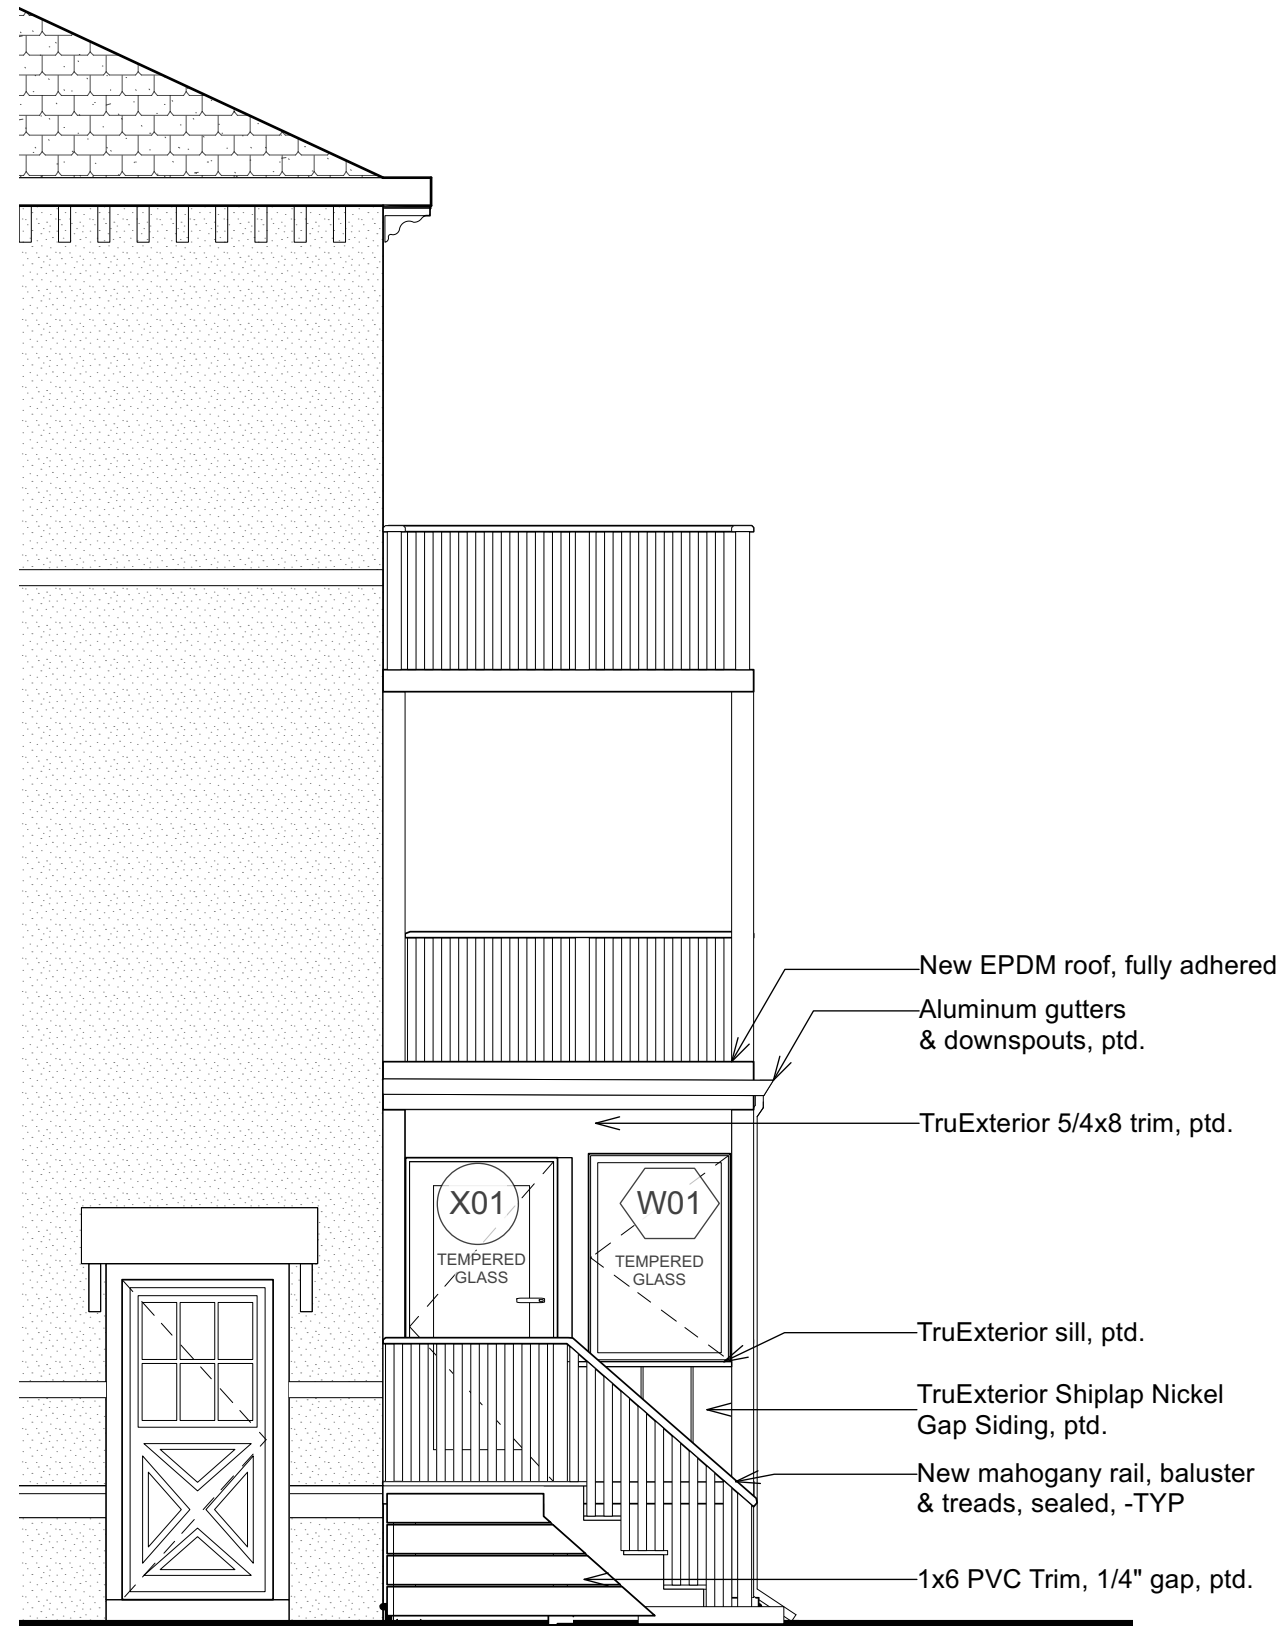 New EPDM roof, fully adhered
Aluminum gutters
& downspouts, ptd.
TruExterior 5/4x8 trim, ptd.
X01
TEMPERED
GLASS
W01
TEMPERED
GLASS
TruExterior sill, ptd.
TruExterior Shiplap Nickel
Gap Siding, ptd.
New mahogany rail, baluster
& treads, sealed, -TYP
1x6 PVC Trim, 1/4" gap, ptd.